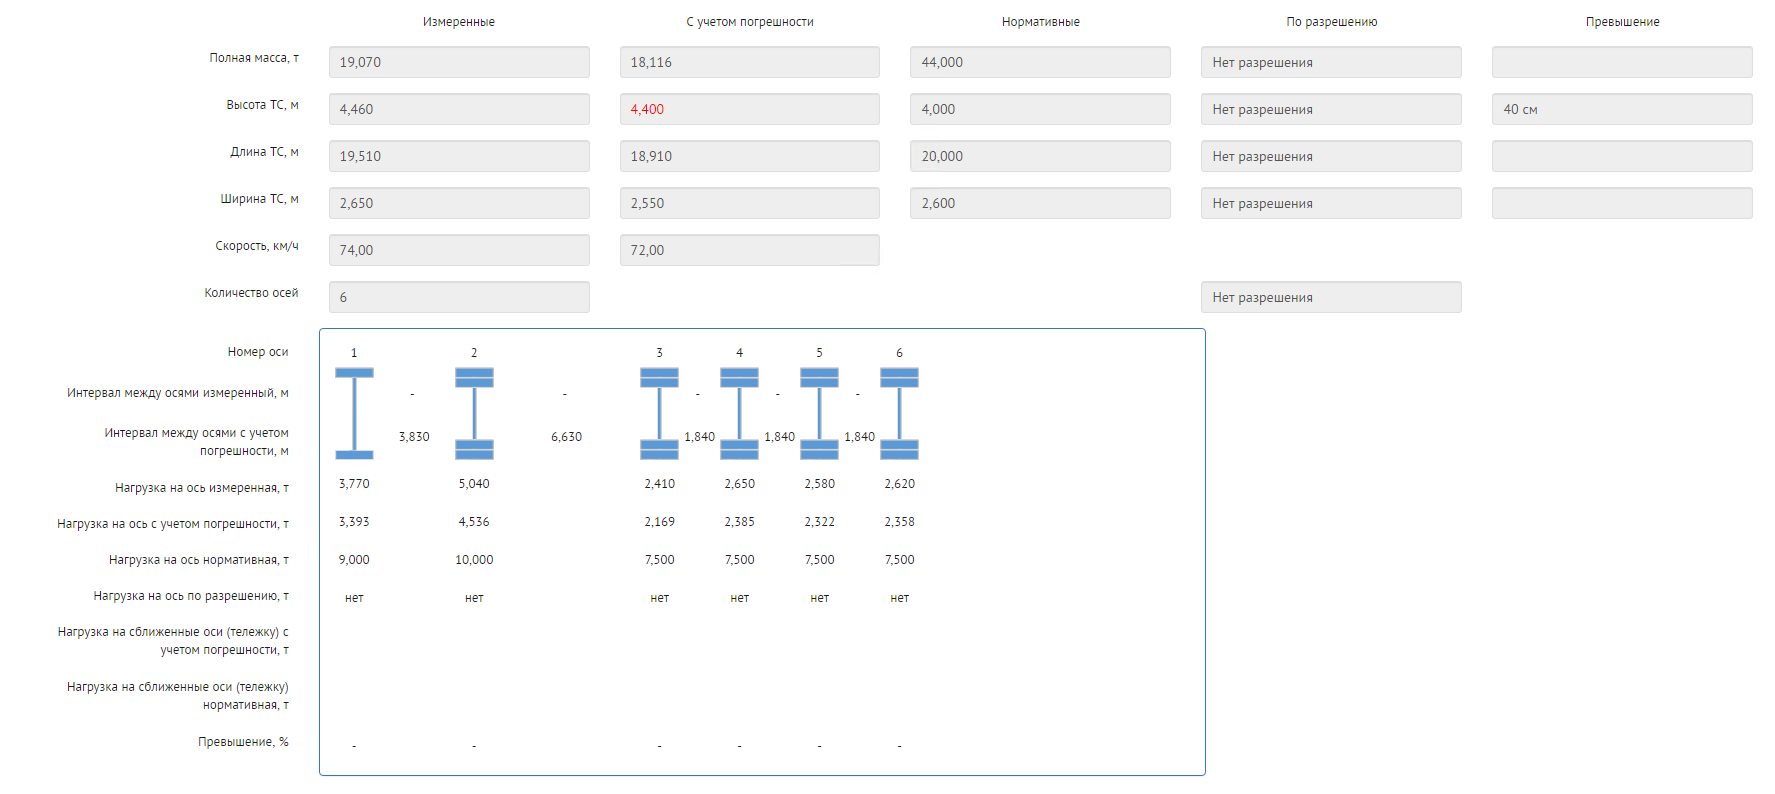 Измеренные С учетом погрешности Нормативные По разрешению Превышение
Полная масса, т 19,070 18,116 44,000 Нет разрешения
Высота ТС, м 4,460 4,400 4,000 Нет разрешения 40 см
Длина ТС, м 19,510 18,910 20,000 Нет разрешения
Ширина ТС, м 2,650 2,550 2,600 Нет разрешения
Скорость, км/ч 74,00 72,00
Количество осей 6 Нет разрешения
Номер оси 1 2 3 4 5 6
Интервал между осями измеренный, м - - - - -
Интервал между осями с учетом
погрешности, м 3,830 6,630 1,840 1,840 1,840
Нагрузка на ось измеренная, т 3,770 5,040 2,410 2,650 2,580 2,620
Нагрузка на ось с учетом погрешности, т 3,393 4,536 2,169 2,385 2,322 2,358
Нагрузка на ось нормативная, т 9,000 10,000 7,500 7,500 7,500 7,500
Нагрузка на ось по разрешению, т нет нет нет нет нет нет
Нагрузка на сближенные оси (тележку) с
учетом погрешности, т
Нагрузка на сближенные оси (тележку)
нормативная, т
Превышение, % - - - - - -